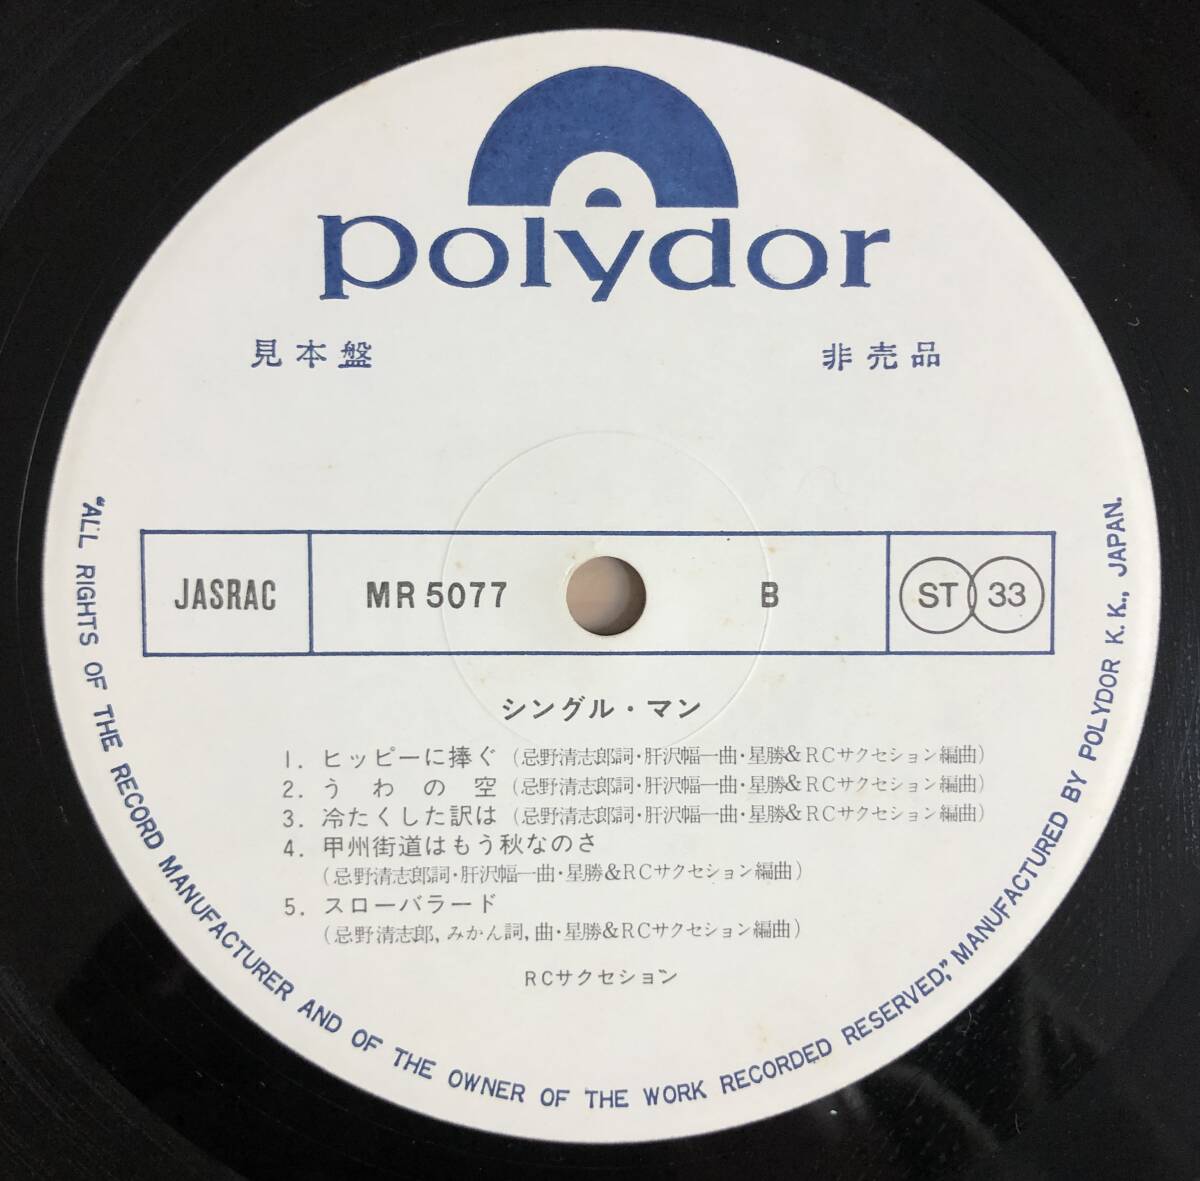 polydor
見本盤 非売品
JASRAC MR 5077 B ST 33
シングル・マン
1. ヒッピーに捧ぐ (忌野清志郎詞・肝沢幅一曲・星勝&RCサクセション編曲)
2. うわの空 (忌野清志郎詞・肝沢幅一曲・星勝&RCサクセション編曲)
3. 冷たくした訳は (忌野清志郎詞・肝沢幅一曲・星勝&RCサクセション編曲)
4. 甲州街道はもう秋なのさ
(忌野清志郎詞・肝沢幅一曲・星勝&RCサクセション編曲)
5. スローバラード
(忌野清志郎, みかん詞, 曲・星勝&RCサクセション編曲)
RCサクセション
"ALL RIGHTS OF THE RECORD MANUFACTURER AND OF THE OWNER OF THE WORK RECORDED RESERVED," MANUFACTURED BY POLYDOR K. K., JAPAN.